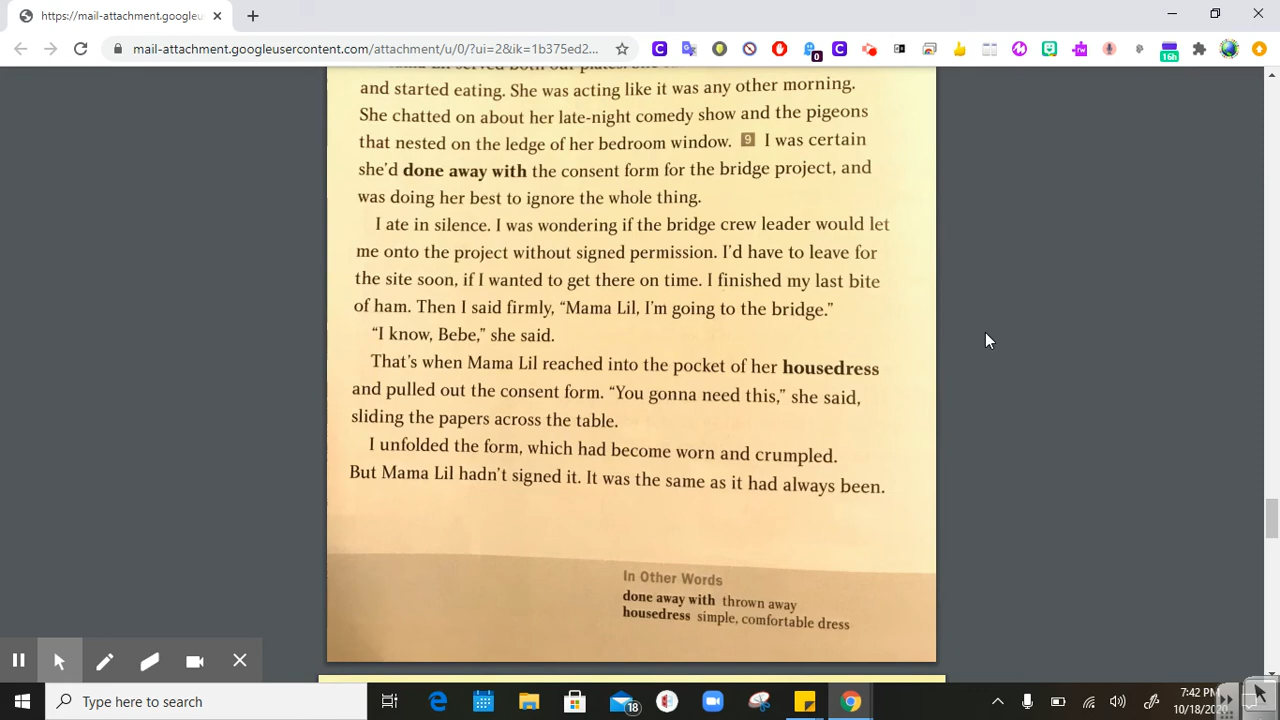 https://mail-attachment.googleu
mail-attachment.googleusercontent.com/attachment/u/0/?ui=2&ik=1b375ed2...
0
16h
served both our plates.
and started eating. She was acting like it was any other morning.
She chatted on about her late-night comedy show and the pigeons
that nested on the ledge of her bedroom window. 9 I was certain
she'd done away with the consent form for the bridge project, and
was doing her best to ignore the whole thing.
I ate in silence. I was wondering if the bridge crew leader would let
me onto the project without signed permission. I'd have to leave for
the site soon, if I wanted to get there on time. I finished my last bite
of ham. Then I said firmly, "Mama Lil, I'm going to the bridge."
"I know, Bebe," she said.
That's when Mama Lil reached into the pocket of her housedress
and pulled out the consent form. "You gonna need this," she said,
sliding the papers across the table.
I unfolded the form, which had become worn and crumpled.
But Mama Lil hadn't signed it. It was the same as it had always been.
In Other Words
done away with thrown away
housedress simple, comfortable dress
Type here to search
18
7:42 PM
10/18/20